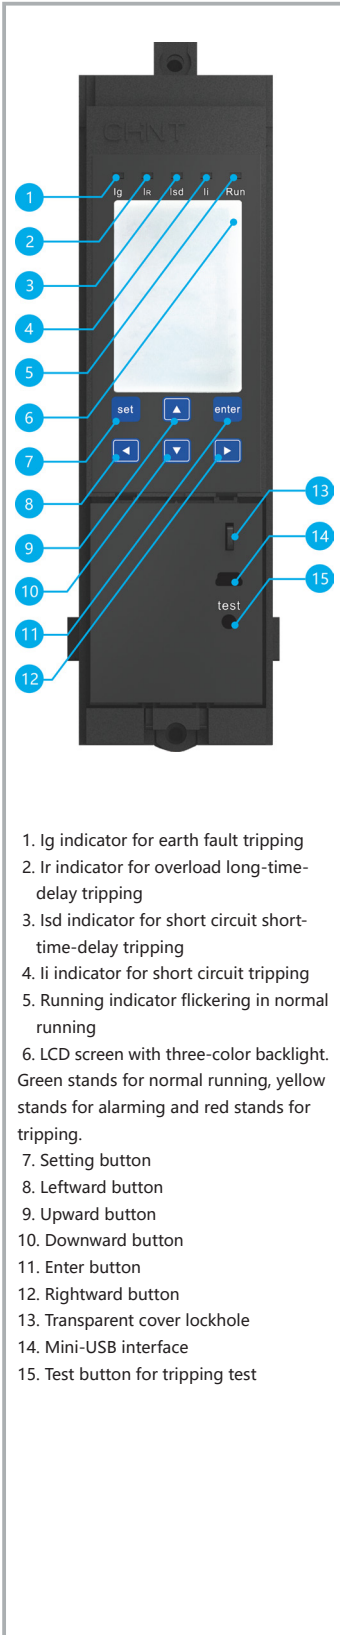 CHNT
Ig IR Isd Ii Run
1
2
3
4
5
6
set enter
7
8
9
10
11
12
13
14
15
test
1. Ig indicator for earth fault tripping
2. Ir indicator for overload long-time-
delay tripping
3. Isd indicator for short circuit short-
time-delay tripping
4. Ii indicator for short circuit tripping
5. Running indicator flickering in normal
running
6. LCD screen with three-color backlight.
Green stands for normal running, yellow
stands for alarming and red stands for
tripping.
7. Setting button
8. Leftward button
9. Upward button
10. Downward button
11. Enter button
12. Rightward button
13. Transparent cover lockhole
14. Mini-USB interface
15. Test button for tripping test